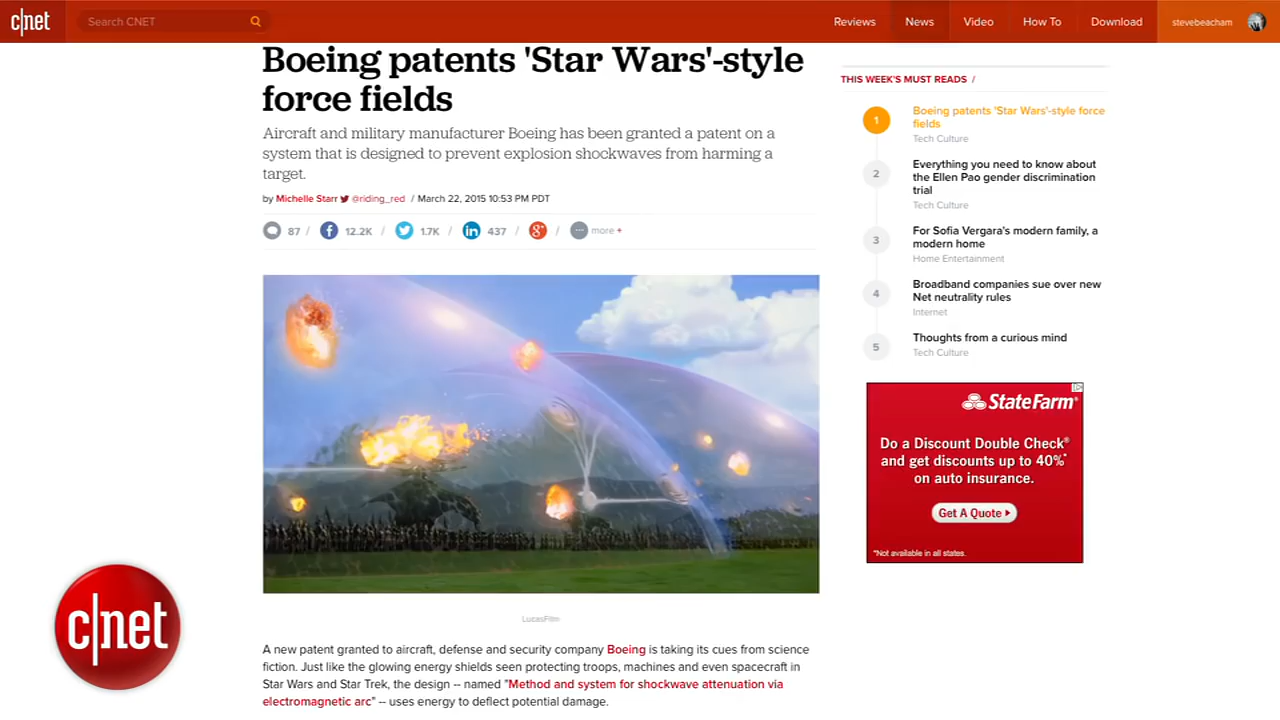 c|net
Search CNET
Reviews
News
Video
How To
Download
stevebeacham
Boeing patents 'Star Wars'-style
force fields
Aircraft and military manufacturer Boeing has been granted a patent on a
system that is designed to prevent explosion shockwaves from harming a
target.
by Michelle Starr @riding_red / March 22, 2015 10:53 PM PDT
87 / 12.2K / 1.7K / 437 / g+ / more +
LucasFilm
A new patent granted to aircraft, defense and security company Boeing is taking its cues from science
fiction. Just like the glowing energy shields seen protecting troops, machines and even spacecraft in
Star Wars and Star Trek, the design -- named "Method and system for shockwave attenuation via
electromagnetic arc" -- uses energy to deflect potential damage.
THIS WEEK'S MUST READS /
1
Boeing patents 'Star Wars'-style force
fields
Tech Culture
2
Everything you need to know about
the Ellen Pao gender discrimination
trial
Tech Culture
3
For Sofia Vergara's modern family, a
modern home
Home Entertainment
4
Broadband companies sue over new
Net neutrality rules
Internet
5
Thoughts from a curious mind
Tech Culture
StateFarm®
Do a Discount Double Check®
and get discounts up to 40%*
on auto insurance.
Get A Quote
*Not available in all states.
c|net